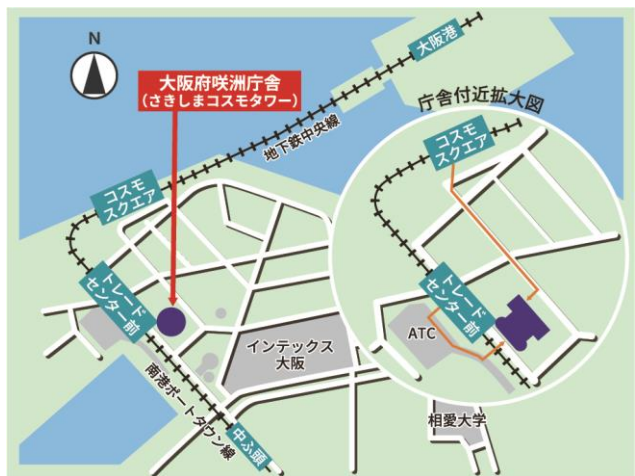 N
大阪府咲洲庁舎
(さきしまコスモタワー)
大阪港
地下鉄中央線
庁舎付近拡大図
コスモ
スクエア
コスモ
スクエア
トレード
センター前
トレード
センター前
ATC
インテックス
大阪
南港ポートタウン線
中ふ頭
相愛大学